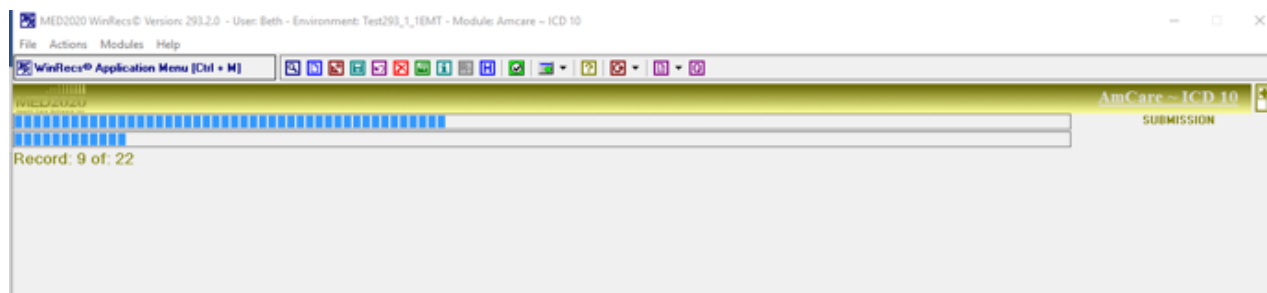 MED2020 WinRecs© Version: 293.2.0 - User: Beth - Environment: Test293_1_1EMT - Module: Amcare ~ ICD 10
File Actions Modules Help
WinRecs© Application Menu [Ctrl + M]
MED2020
AmCare ~ ICD 10
SUBMISSION
Record: 9 of: 22